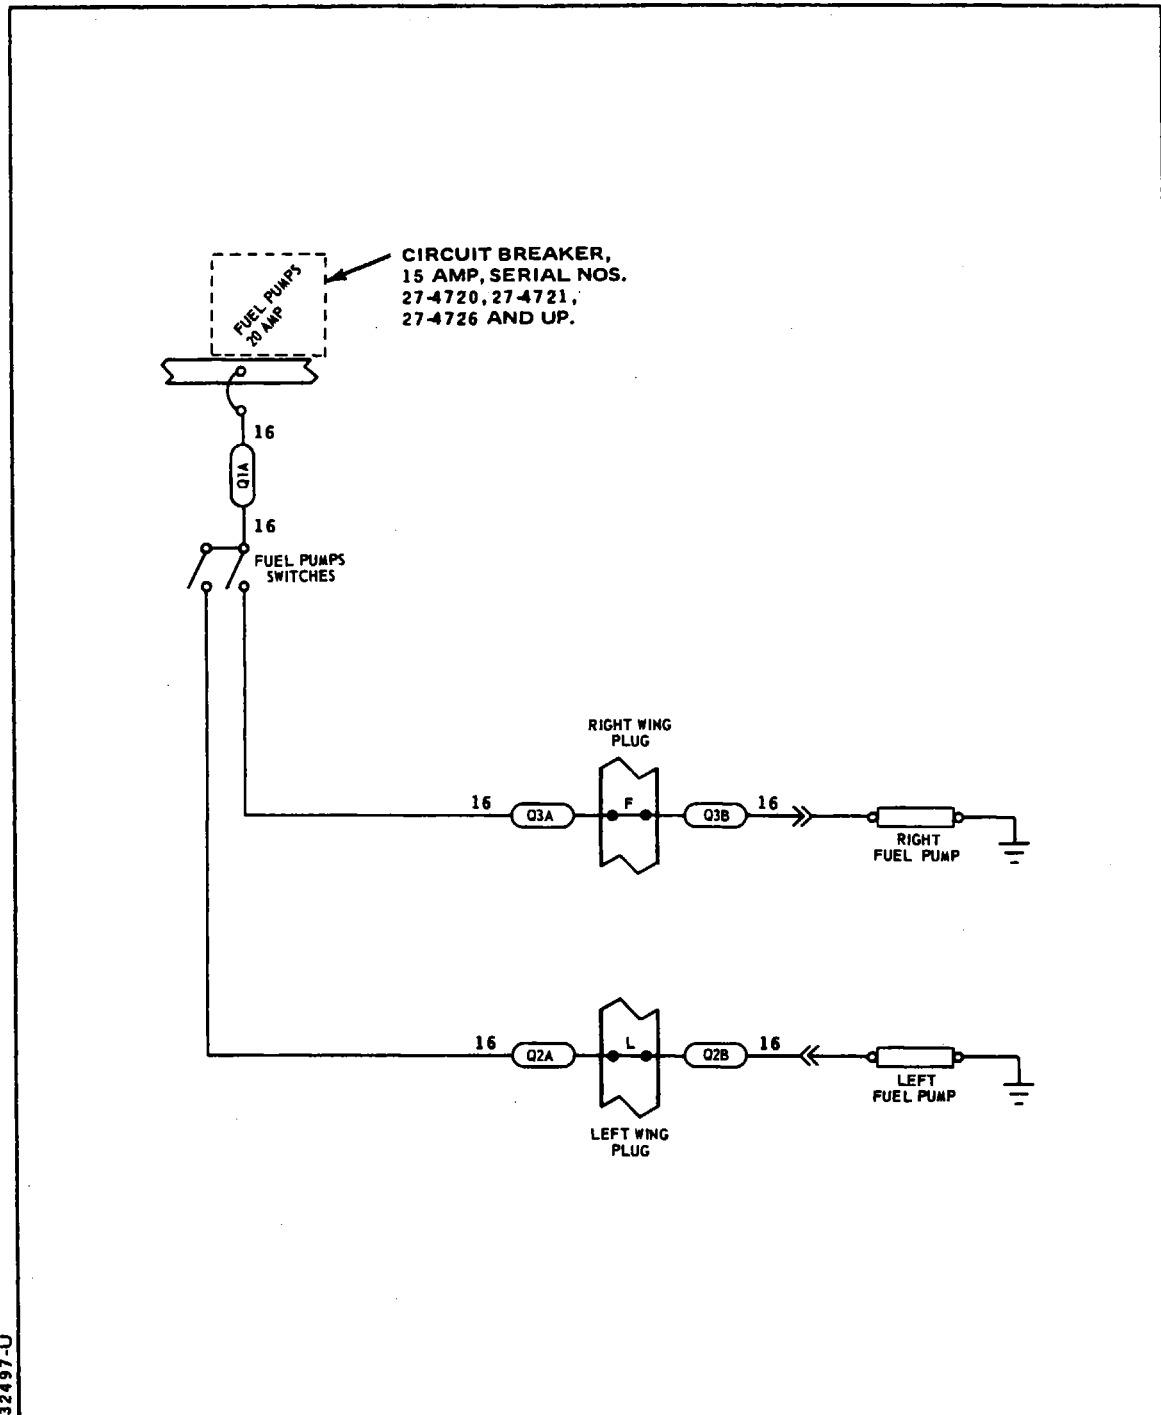 CIRCUIT BREAKER,
15 AMP, SERIAL NOS.
27-4720, 27-4721,
27-4726 AND UP.
FUEL PUMPS
20 AMP
16
Q1A
16
FUEL PUMPS
SWITCHES
RIGHT WING
PLUG
16
Q3A
F
Q3B
16
RIGHT
FUEL PUMP
16
Q2A
L
Q2B
16
LEFT
FUEL PUMP
LEFT WING
PLUG
32497-U